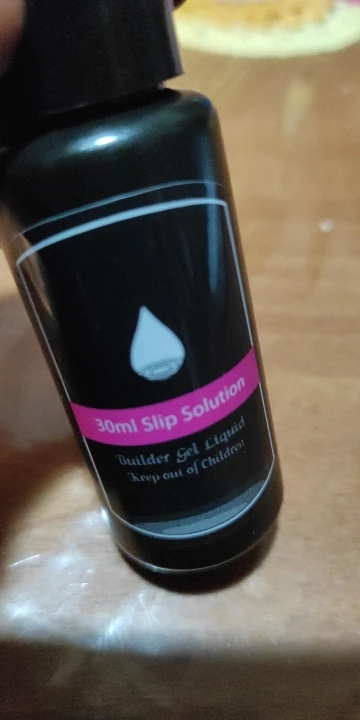 30ml Slip Solution
Builder Gel Liquid
Keep out of Children